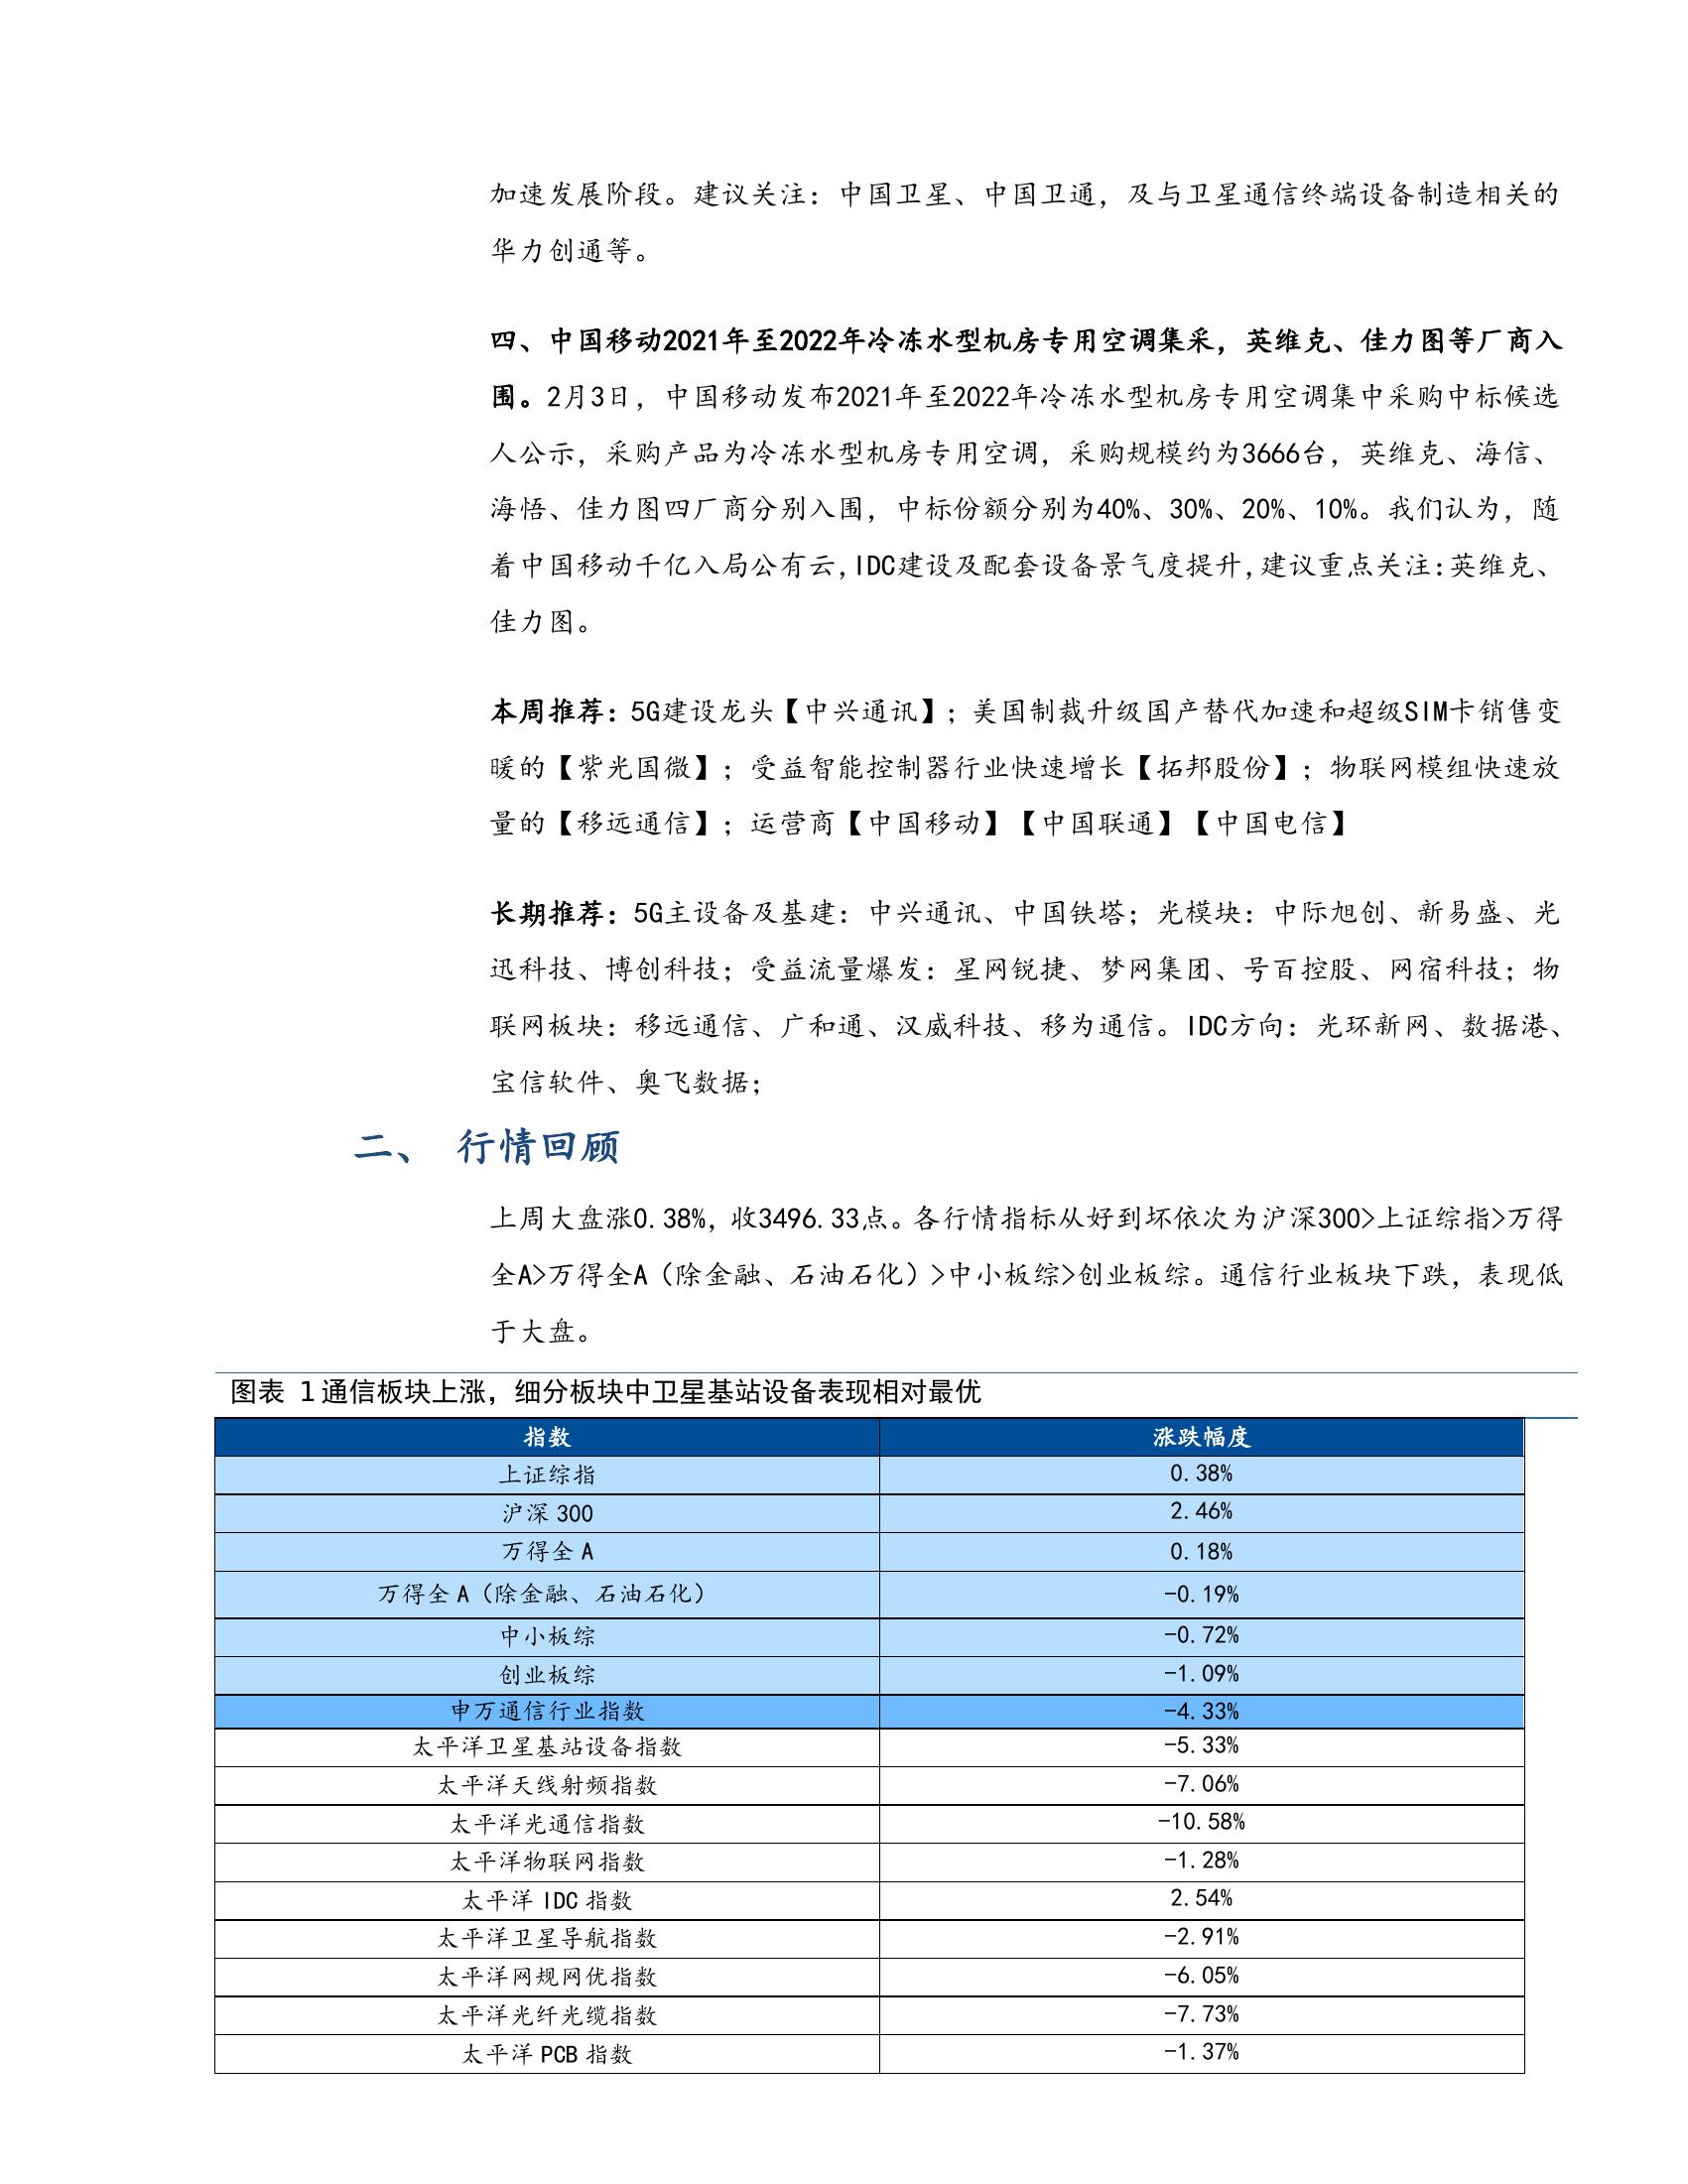 加速发展阶段。建议关注：中国卫星、中国卫通，及与卫星通信终端设备制造相关的
华力创通等。
四、中国移动2021年至2022年冷冻水型机房专用空调集采，英维克、佳力图等厂商入
围。2月3日，中国移动发布2021年至2022年冷冻水型机房专用空调集中采购中标候选
人公示，采购产品为冷冻水型机房专用空调，采购规模约为3666台，英维克、海信、
海悟、佳力图四厂商分别入围，中标份额分别为40%、30%、20%、10%。我们认为，随
着中国移动千亿入局公有云,IDC建设及配套设备景气度提升,建议重点关注:英维克、
佳力图。
本周推荐：5G建设龙头【中兴通讯】；美国制裁升级国产替代加速和超级SIM卡销售变
暖的【紫光国微】；受益智能控制器行业快速增长【拓邦股份】；物联网模组快速放
量的【移远通信】；运营商【中国移动】【中国联通】【中国电信】
长期推荐：5G主设备及基建：中兴通讯、中国铁塔；光模块：中际旭创、新易盛、光
迅科技、博创科技；受益流量爆发：星网锐捷、梦网集团、号百控股、网宿科技；物
联网板块：移远通信、广和通、汉威科技、移为通信。IDC方向：光环新网、数据港、
宝信软件、奥飞数据；
二、 行情回顾
上周大盘涨0.38%，收3496.33点。各行情指标从好到坏依次为沪深300>上证综指>万得
全A>万得全A（除金融、石油石化）>中小板综>创业板综。通信行业板块下跌，表现低
于大盘。
图表 1 通信板块上涨，细分板块中卫星基站设备表现相对最优
指数 涨跌幅度
上证综指 0.38%
沪深 300 2.46%
万得全 A 0.18%
万得全 A（除金融、石油石化） -0.19%
中小板综 -0.72%
创业板综 -1.09%
申万通信行业指数 -4.33%
太平洋卫星基站设备指数 -5.33%
太平洋天线射频指数 -7.06%
太平洋光通信指数 -10.58%
太平洋物联网指数 -1.28%
太平洋 IDC 指数 2.54%
太平洋卫星导航指数 -2.91%
太平洋网规网优指数 -6.05%
太平洋光纤光缆指数 -7.73%
太平洋 PCB 指数 -1.37%